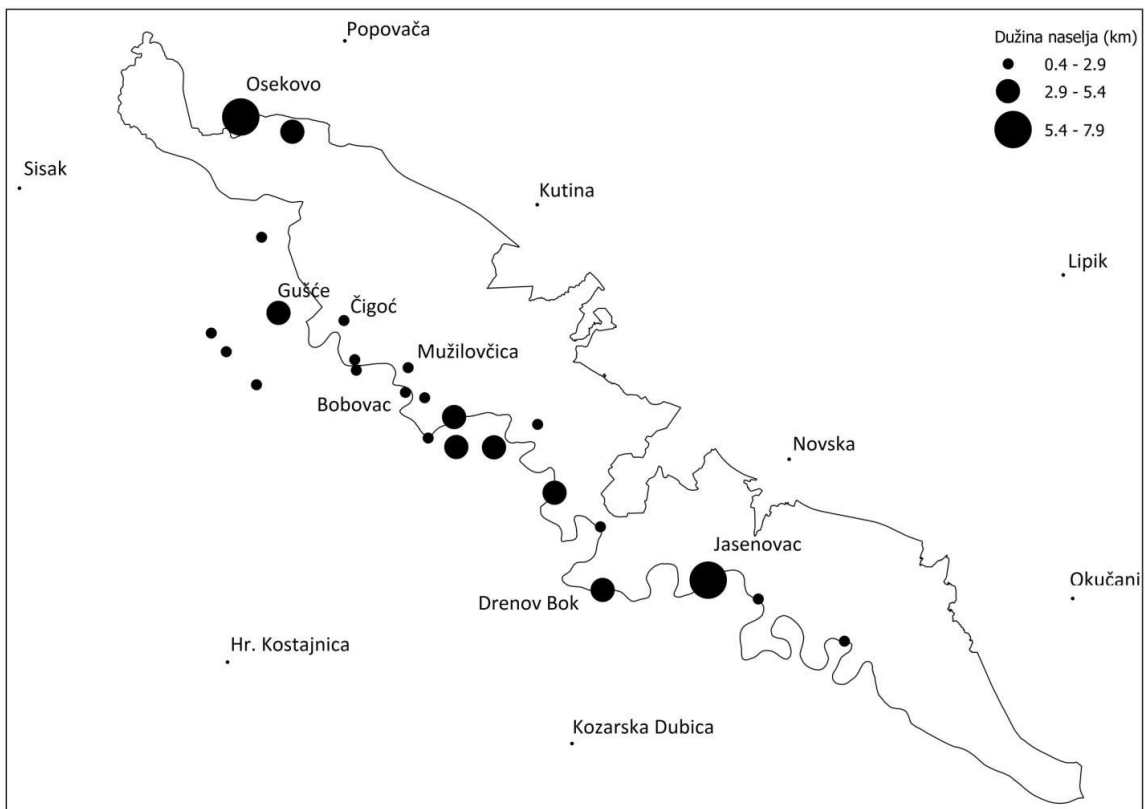 Popovača
Dužina naselja (km)
0.4 - 2.9
2.9 - 5.4
5.4 - 7.9
Osekovo
Sisak
Kutina
Lipik
Gušće
Čigoć
Mužilovčica
Bobovac
Novska
Jasenovac
Okučani
Drenov Bok
Hr. Kostajnica
Kozarska Dubica